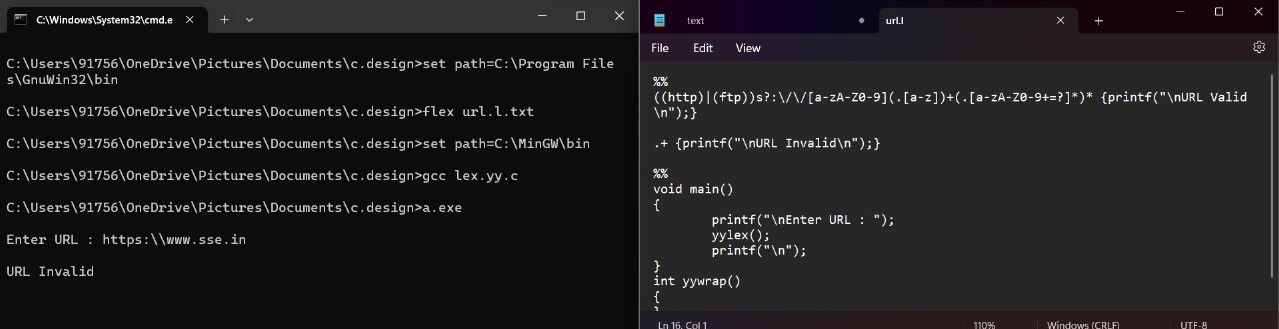 C:\Windows\System32\cmd.e
C:\Users\91756\OneDrive\Pictures\Documents\c.design>set path=C:\Program File
s\GnuWin32\bin
C:\Users\91756\OneDrive\Pictures\Documents\c.design>flex url.l.txt
C:\Users\91756\OneDrive\Pictures\Documents\c.design>set path=C:\MinGW\bin
C:\Users\91756\OneDrive\Pictures\Documents\c.design>gcc lex.yy.c
C:\Users\91756\OneDrive\Pictures\Documents\c.design>a.exe
Enter URL : https:\\www.sse.in
URL Invalid
text
url.l
File Edit View
%%
((http)|(ftp))s?:\/\/[a-zA-Z0-9](.[a-z])+(.[a-zA-Z0-9+=?]*)* {printf("\nURL Valid
\n");}
.+ {printf("\nURL Invalid\n");}
%%
void main()
{
printf("\nEnter URL : ");
yylex();
printf("\n");
}
int yywrap()
{
}
Ln 16, Col 1
110%
Windows (CRLF)
UTF-8